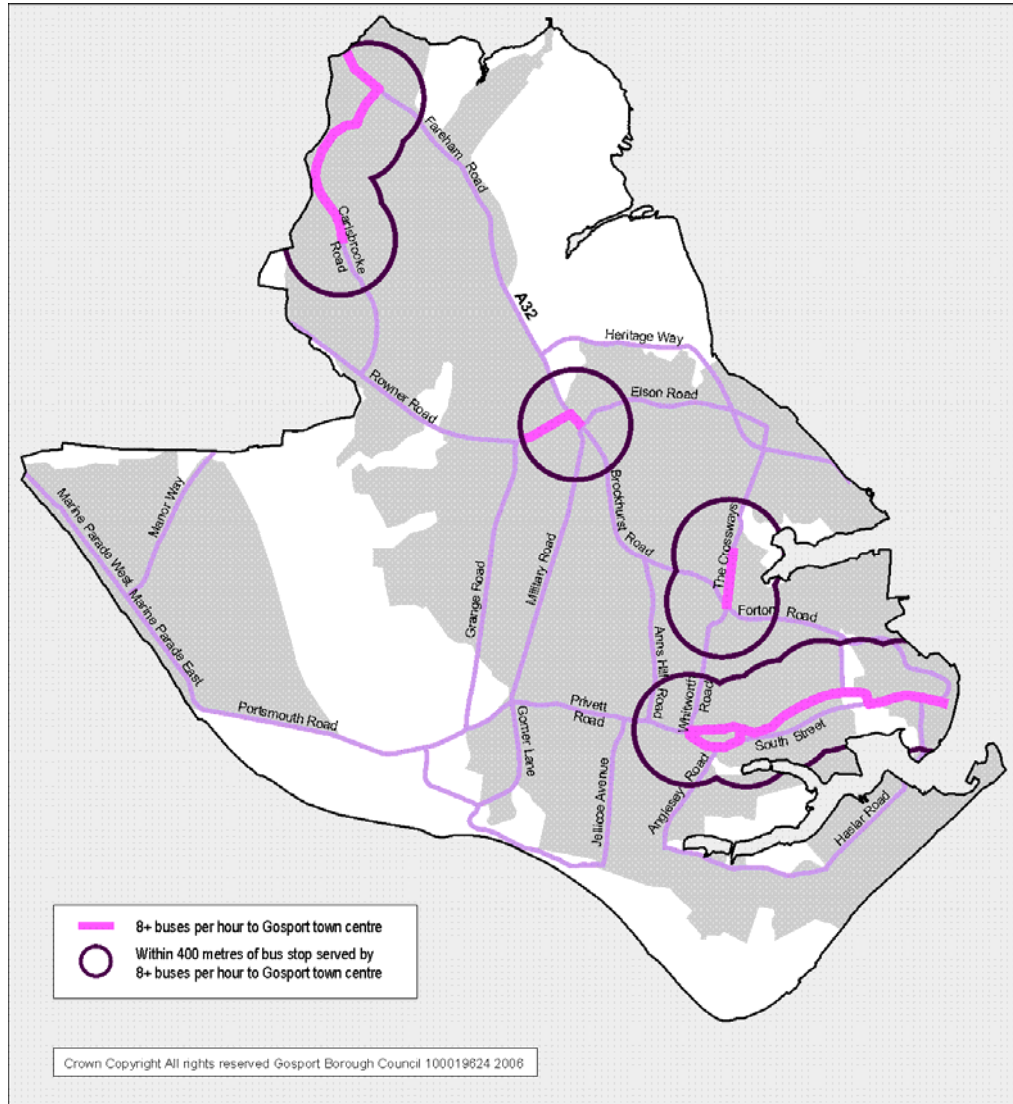 Fareham Road
Carlsbrooke
Road
A32
Heritage Way
Elson Road
Rowner Road
Brockhurst Road
Manor Way
Marine Parade West
Marine Parade East
The Crossways
Military Road
Grange Road
Forton Road
Anns Hill Road
Whitworth
Road
Privett
Road
Portsmouth Road
Gomer Lane
South Street
Jellicoe Avenue
Anglesey Road
Haslar Road
8+ buses per hour to Gosport town centre
Within 400 metres of bus stop served by
8+ buses per hour to Gosport town centre
Crown Copyright All rights reserved Gosport Borough Council 100019624 2006